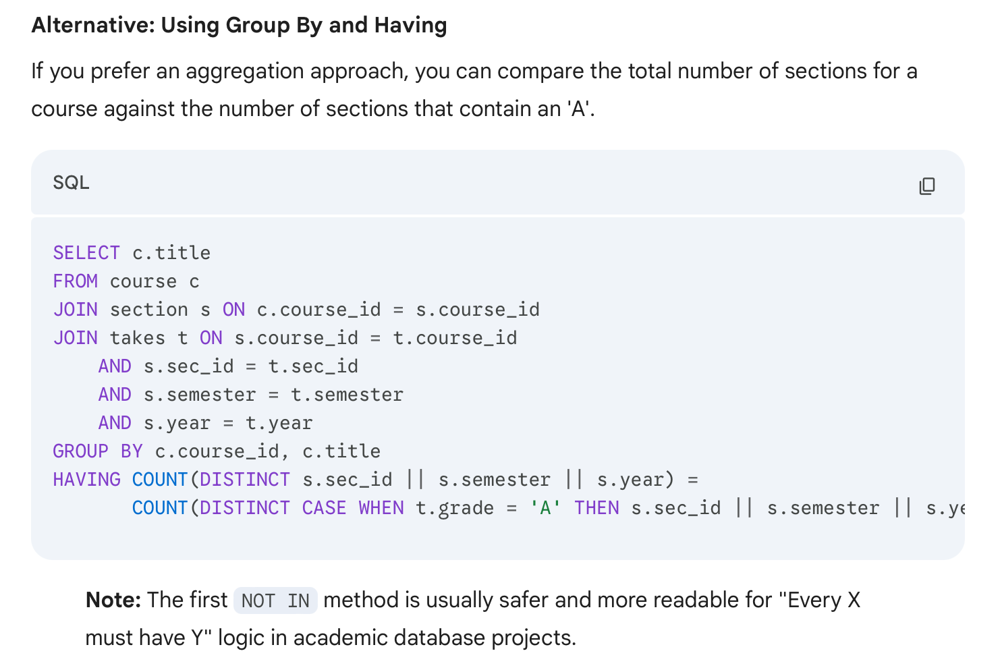 Alternative: Using Group By and Having
If you prefer an aggregation approach, you can compare the total number of sections for a
course against the number of sections that contain an 'A'.
SQL
SELECT c.title
FROM course c
JOIN section s ON c.course_id = s.course_id
JOIN takes t ON s.course_id = t.course_id
    AND s.sec_id = t.sec_id
    AND s.semester = t.semester
    AND s.year = t.year
GROUP BY c.course_id, c.title
HAVING COUNT(DISTINCT s.sec_id || s.semester || s.year) =
       COUNT(DISTINCT CASE WHEN t.grade = 'A' THEN s.sec_id || s.semester ||
Note: The first NOT IN method is usually safer and more readable for "Every X
must have Y" logic in academic database projects.